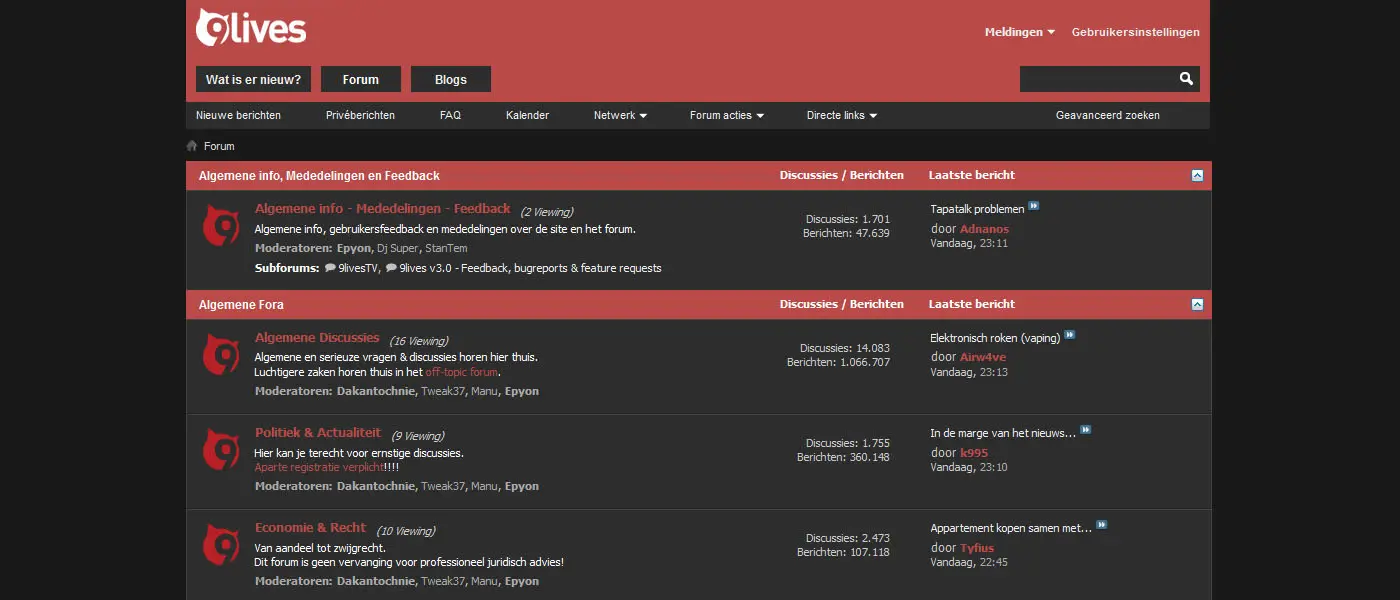 9lives
Meldingen Gebruikersinstellingen
Wat is er nieuw? Forum Blogs
Nieuwe berichten Privéberichten FAQ Kalender Netwerk Forum acties Directe links Geavanceerd zoeken
Forum
Algemene info, Mededelingen en Feedback Discussies / Berichten Laatste bericht
Algemene info - Mededelingen - Feedback (2 Viewing)
Algemene info, gebruikersfeedback en mededelingen over de site en het forum.
Moderatoren: Epyon, Dj Super, StanTem
Subforums: 9livesTV, 9lives v3.0 - Feedback, bugreports & feature requests
Discussies: 1.701
Berichten: 47.639
Tapatalk problemen
door Adnanos
Vandaag, 23:11
Algemene Fora Discussies / Berichten Laatste bericht
Algemene Discussies (16 Viewing)
Algemene en serieuze vragen & discussies horen hier thuis.
Luchtigere zaken horen thuis in het off-topic forum.
Moderatoren: Dakantochnie, Tweak37, Manu, Epyon
Discussies: 14.083
Berichten: 1.066.707
Elektronisch roken (vaping)
door Airw4ve
Vandaag, 23:13
Politiek & Actualiteit (9 Viewing)
Hier kan je terecht voor ernstige discussies.
Aparte registratie verplicht!!!!
Moderatoren: Dakantochnie, Tweak37, Manu, Epyon
Discussies: 1.755
Berichten: 360.148
In de marge van het nieuws...
door k995
Vandaag, 23:10
Economie & Recht (10 Viewing)
Van aandeel tot zwijgrecht.
Dit forum is geen vervanging voor professioneel juridisch advies!
Moderatoren: Dakantochnie, Tweak37, Manu, Epyon
Discussies: 2.473
Berichten: 107.118
Appartement kopen samen met...
door Tyfius
Vandaag, 22:45